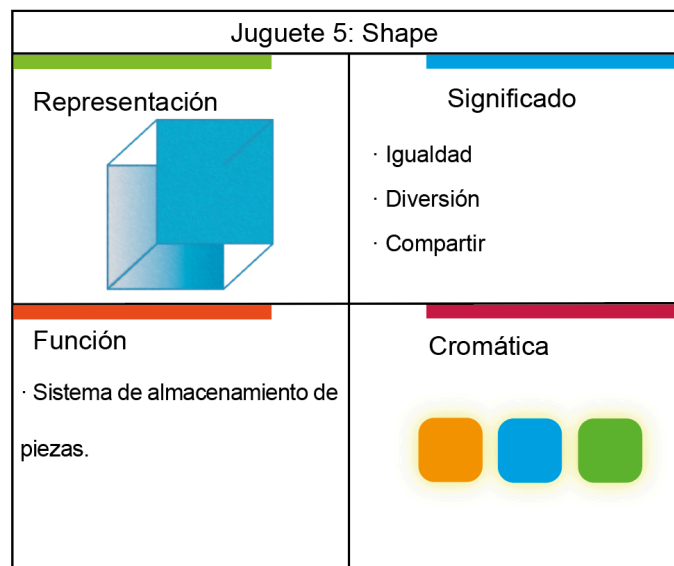 Juguete 5: Shape
Representación
Significado
· Igualdad
· Diversión
· Compartir
Función
· Sistema de almacenamiento de
piezas.
Cromática